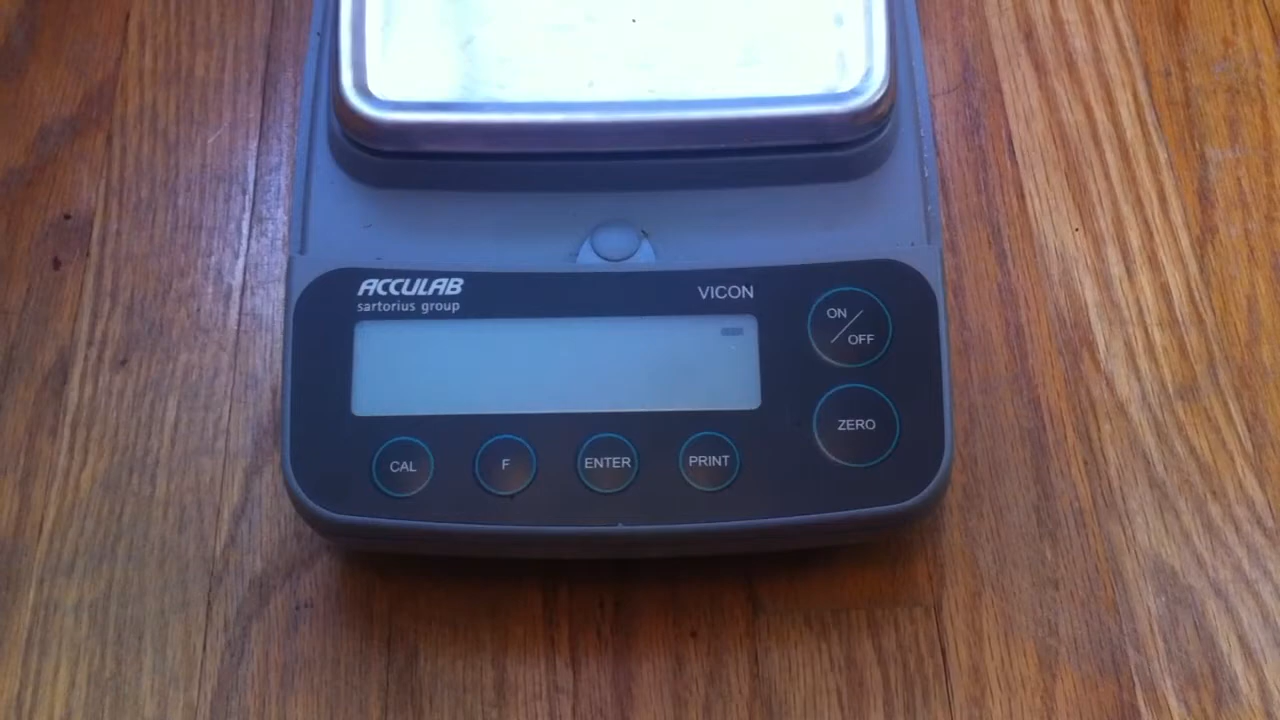 ACCULAB
sartorius group
VICON
ON
OFF
ZERO
CAL
F
ENTER
PRINT